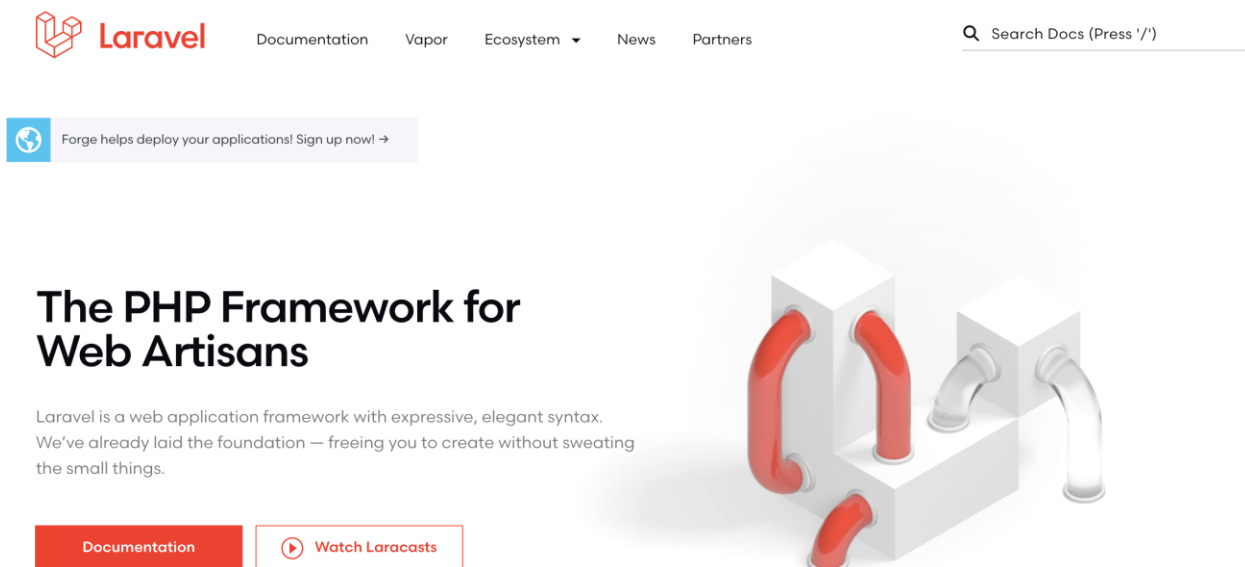 Laravel
Documentation Vapor Ecosystem News Partners
Search Docs (Press '/')
Forge helps deploy your applications! Sign up now! →
The PHP Framework for
Web Artisans
Laravel is a web application framework with expressive, elegant syntax.
We’ve already laid the foundation — freeing you to create without sweating
the small things.
Documentation
Watch Laracasts